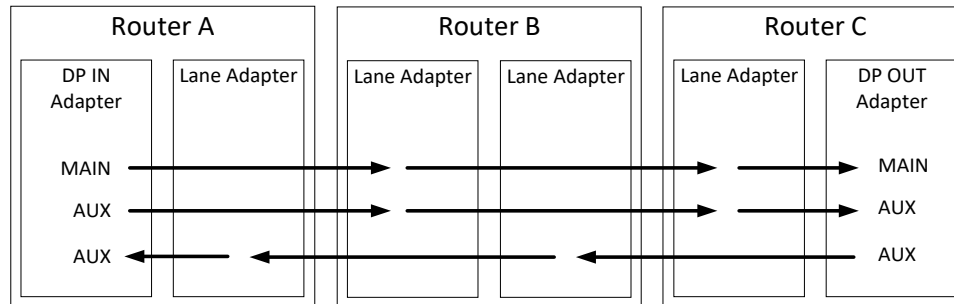 Router A
Router B
Router C
DP IN
Adapter
Lane Adapter
Lane Adapter
Lane Adapter
Lane Adapter
DP OUT
Adapter
MAIN
MAIN
AUX
AUX
AUX
AUX